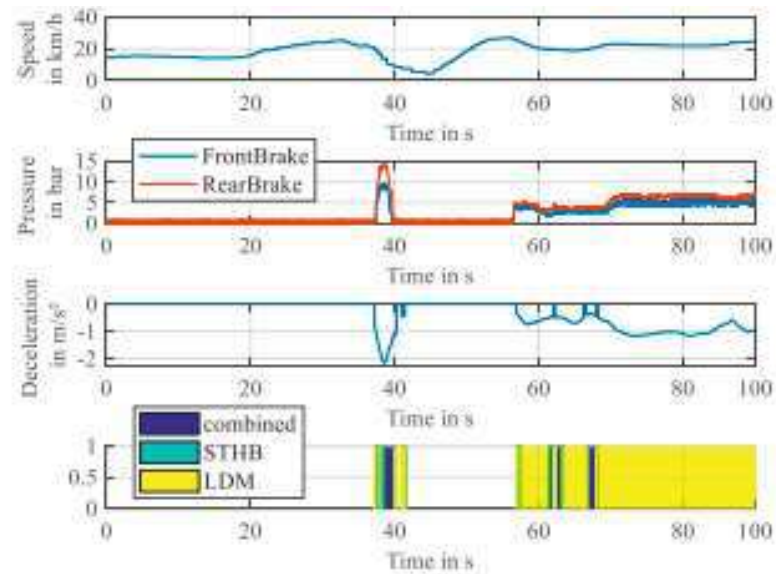 Speed
in km/h
40
20
0
0 20 40 60 80 100
Time in s
FrontBrake
RearBrake
Pressure
in bar
15
10
5
0
0 20 40 60 80 100
Time in s
Deceleration
in m/s²
0
-1
-2
0 20 40 60 80 100
Time in s
combined
STHB
LDM
1
0.5
0
0 20 40 60 80 100
Time in s